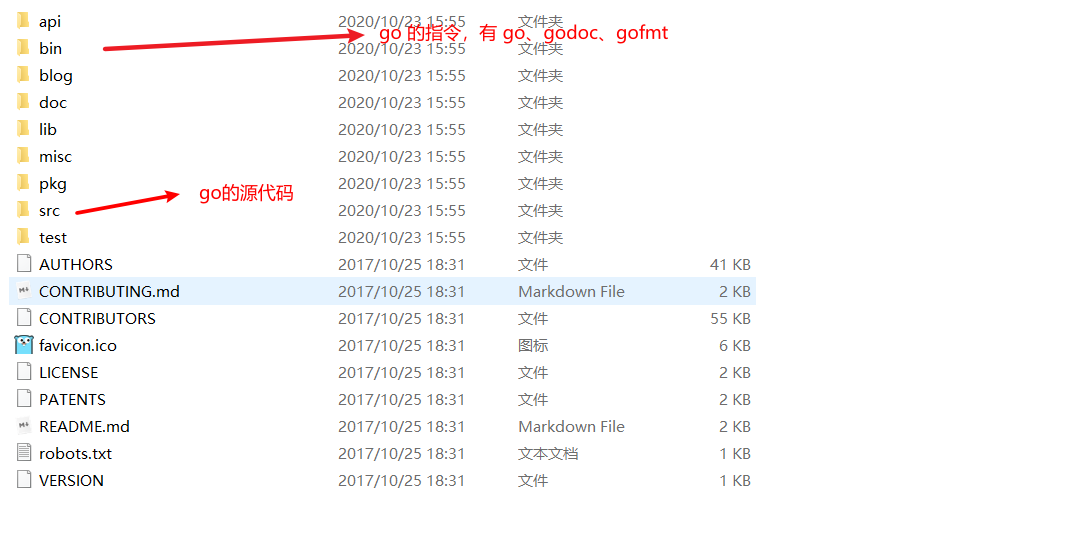 api 2020/10/23 15:55 文件夹
go 的指令，有 go、godoc、gofmt
bin 2020/10/23 15:55 文件夹
blog 2020/10/23 15:55 文件夹
doc 2020/10/23 15:55 文件夹
lib 2020/10/23 15:55 文件夹
misc 2020/10/23 15:55 文件夹
pkg 2020/10/23 15:55 文件夹
go的源代码
src 2020/10/23 15:55 文件夹
test 2020/10/23 15:55 文件夹
AUTHORS 2017/10/25 18:31 文件 41 KB
CONTRIBUTING.md 2017/10/25 18:31 Markdown File 2 KB
CONTRIBUTORS 2017/10/25 18:31 文件 55 KB
favicon.ico 2017/10/25 18:31 图标 6 KB
LICENSE 2017/10/25 18:31 文件 2 KB
PATENTS 2017/10/25 18:31 文件 2 KB
README.md 2017/10/25 18:31 Markdown File 2 KB
robots.txt 2017/10/25 18:31 文本文档 1 KB
VERSION 2017/10/25 18:31 文件 1 KB